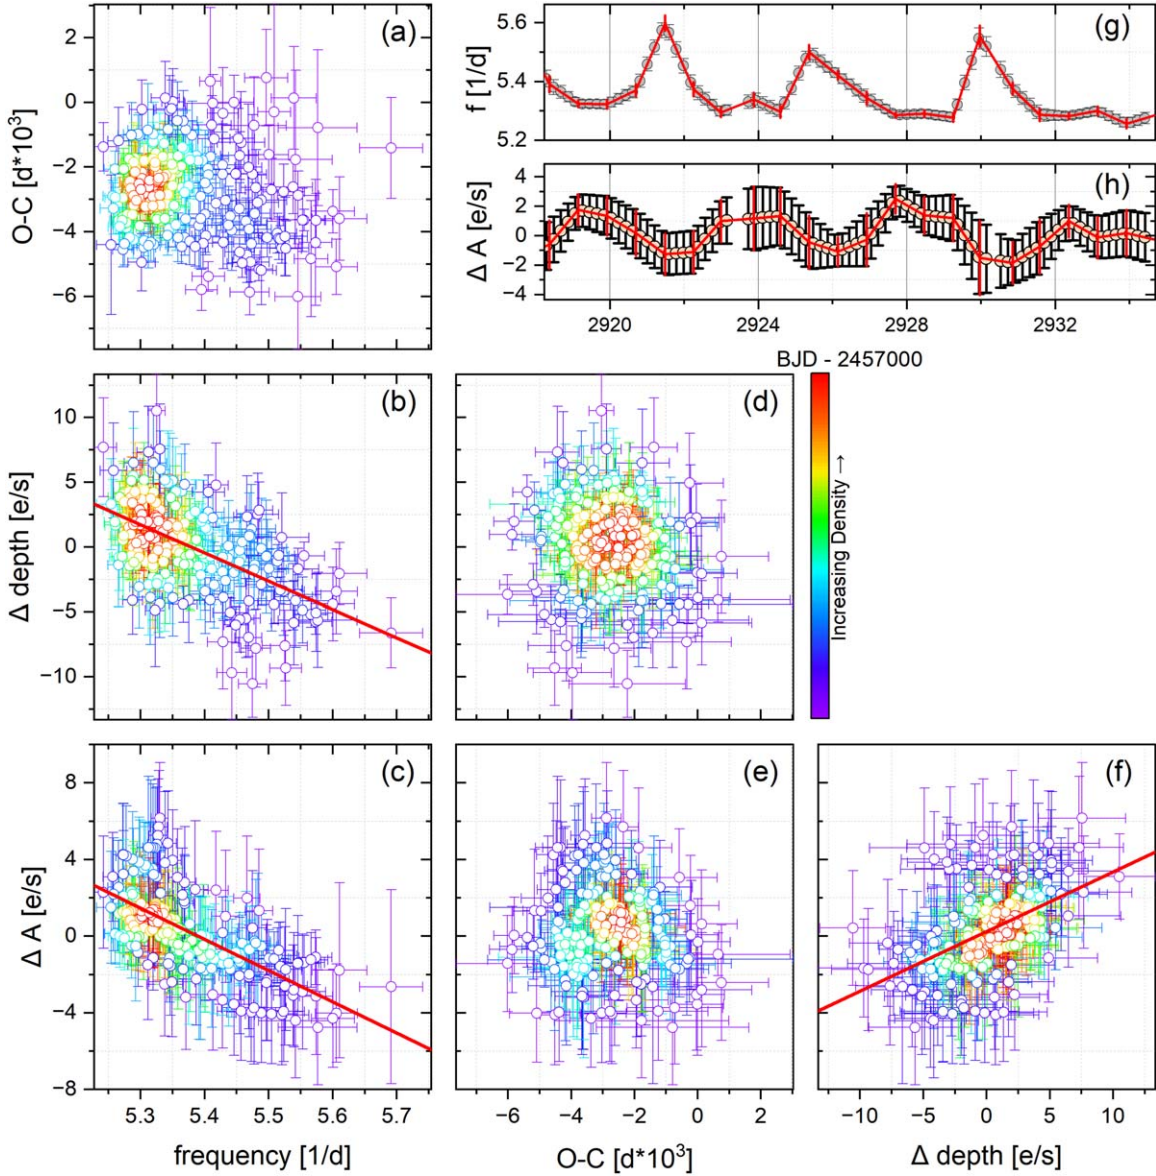 (a)
O-C [d*10³]
2
0
−2
−4
−6
(g)
f [1/d]
5.6
5.4
5.2
(h)
Δ A [e/s]
4
2
0
−2
−4
2920 2924 2928 2932
BJD - 2457000
(b)
Δ depth [e/s]
10
5
0
−5
−10
(d)
Increasing Density →
(c)
Δ A [e/s]
8
4
0
−4
−8
5.3 5.4 5.5 5.6 5.7
frequency [1/d]
(e)
−6 −4 −2 0 2
O-C [d*10³]
(f)
−10 −5 0 5 10
Δ depth [e/s]